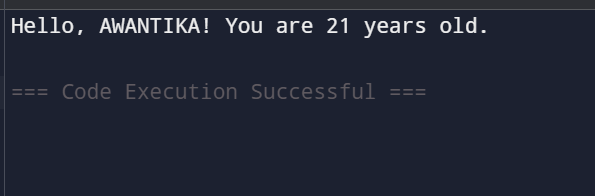 Hello, AWANTIKA! You are 21 years old.
=== Code Execution Successful ===